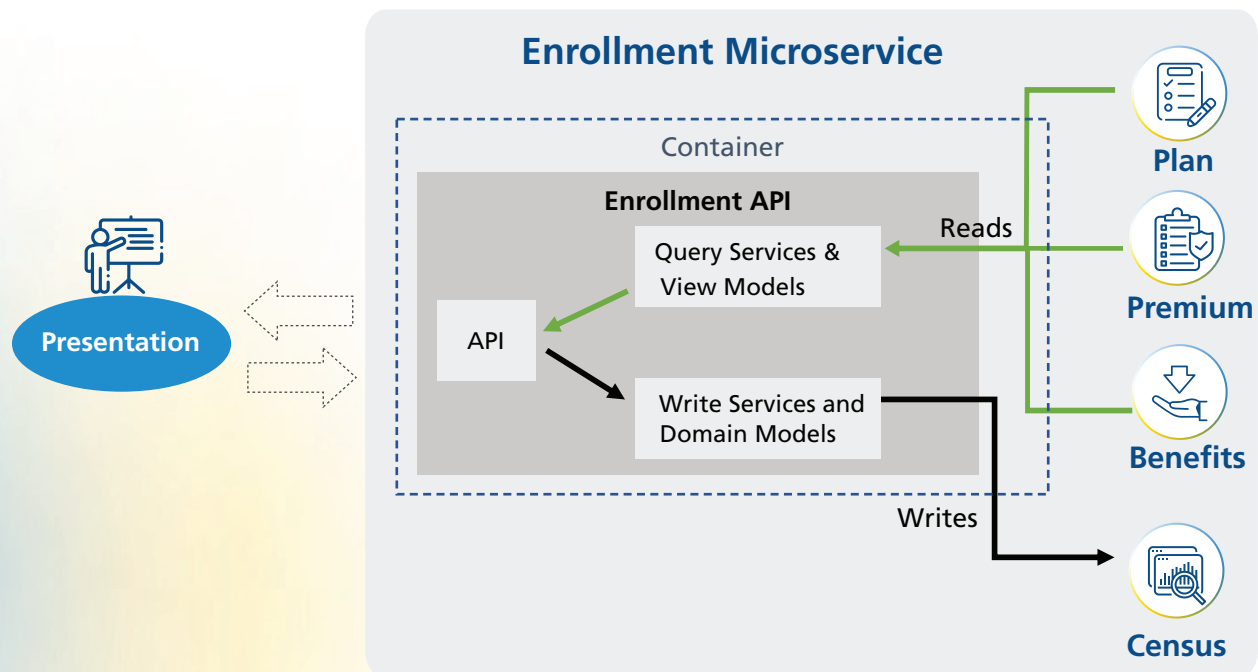 Enrollment Microservice
Container
Enrollment API
Reads
Query Services &
View Models
API
Write Services and
Domain Models
Writes
Presentation
Plan
Premium
Benefits
Census